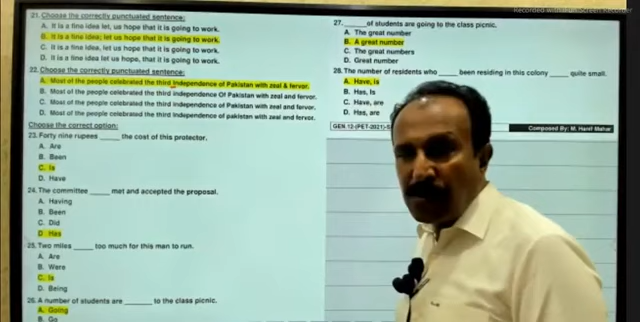 21. Choose the correctly punctuated sentence:
A. It is a fine idea, let us hope that it is going to work.
B. It is a fine idea; let us hope that it is going to work.
C. It is a fine idea: let us hope that it is going to work.
D. It is a fine idea let us hope, that it is going to work.
22. Choose the correctly punctuated sentence:
A. Most of the people celebrated the third Independence of Pakistan with zeal & fervor.
B. Most of the people celebrated the third Independence Of Pakistan with zeal and fervor.
C. Most of the people celebrated the third independence of Pakistan with zeal and fervor.
D. Most of the people celebrated the third Independence of pakistan with zeal and fervor.
Choose the correct option:
23. Forty nine rupees _____ the cost of this protector.
A. Are
B. Been
C. Is
D. Have
24. The committee _____ met and accepted the proposal.
A. Having
B. Been
C. Did
D Has
25. Two miles _____ too much for this man to run.
A. Are
B. Were
C. Is
D. Being
26. A number of students are _____ to the class picnic.
A. Going
B. Go
27. _____ of students are going to the class picnic.
A. The great number
B. A great number
C. The great numbers
D. Great number
28. The number of residents who _____ been residing in this colony _____ quite small.
A. Have, is
B. Has, is
C. Have, are
D. Has, are
GEN.12-(PET-2021)-S
Composed By: M. Hanif Mahar